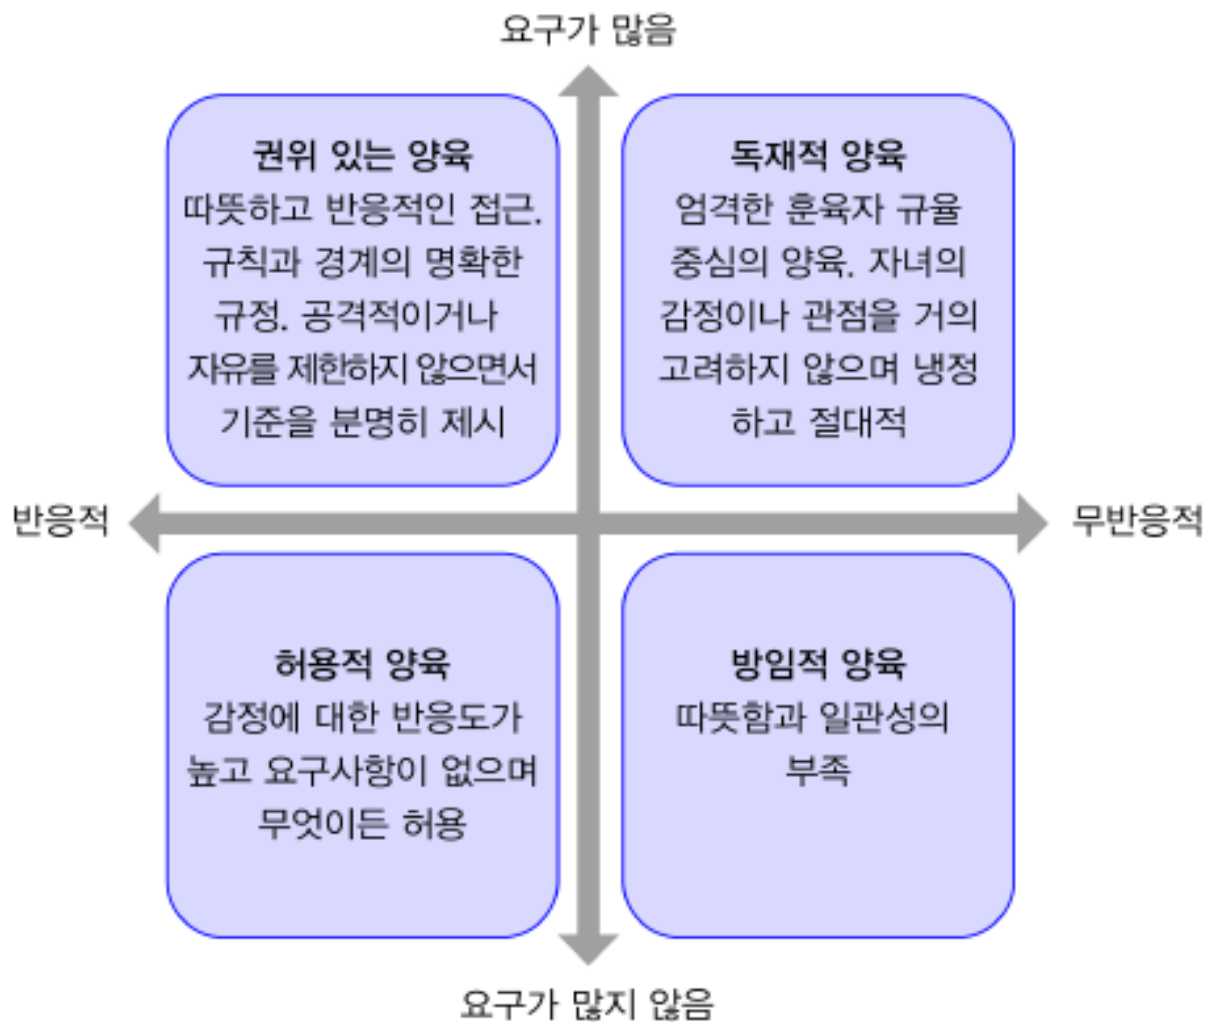 요구가 많음
권위 있는 양육
따뜻하고 반응적인 접근.
규칙과 경계의 명확한
규정. 공격적이거나
자유를 제한하지 않으면서
기준을 분명히 제시
독재적 양육
엄격한 훈육자 규율
중심의 양육. 자녀의
감정이나 관점을 거의
고려하지 않으며 냉정
하고 절대적
반응적
무반응적
허용적 양육
감정에 대한 반응도가
높고 요구사항이 없으며
무엇이든 허용
방임적 양육
따뜻함과 일관성의
부족
요구가 많지 않음